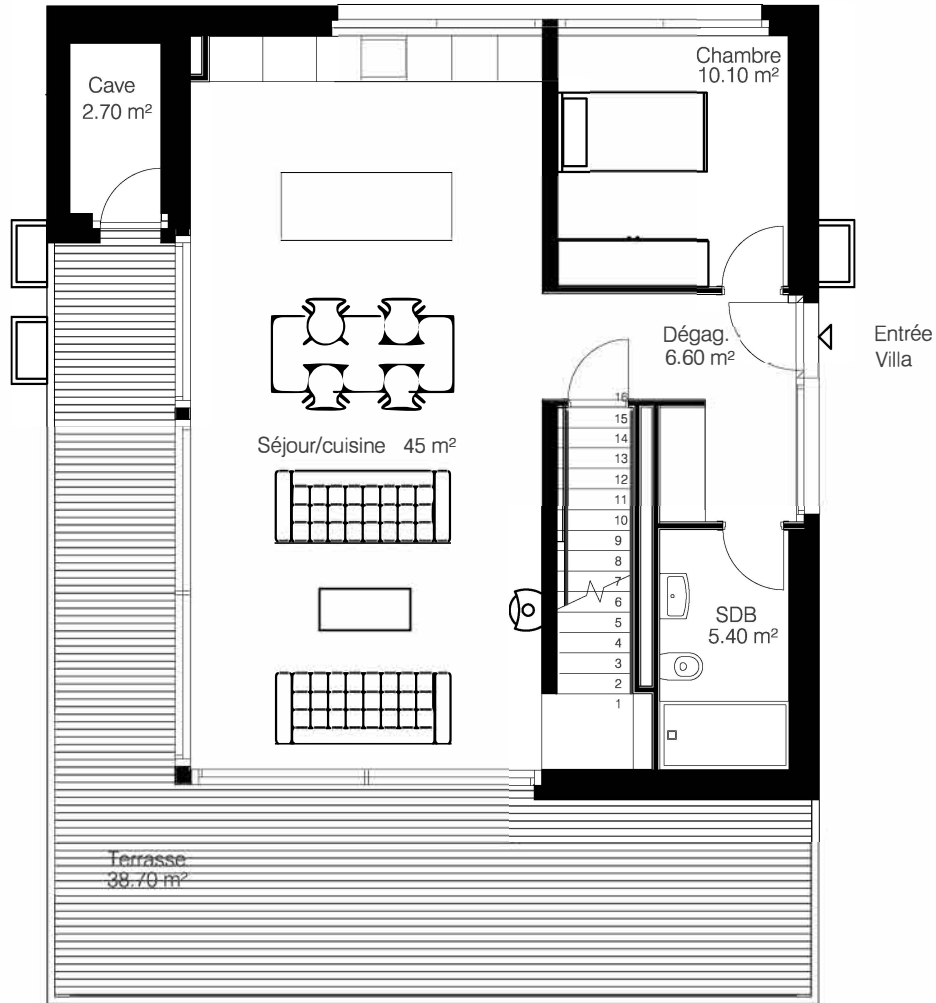 Chambre
10.10 m²
Cave
2.70 m²
Dégag.
6.60 m²
Entrée
Villa
16
15
14
13
12
11
10
9
8
7
6
5
4
3
2
1
Séjour/cuisine 45 m²
SDB
5.40 m²
Terrasse
38.70 m²